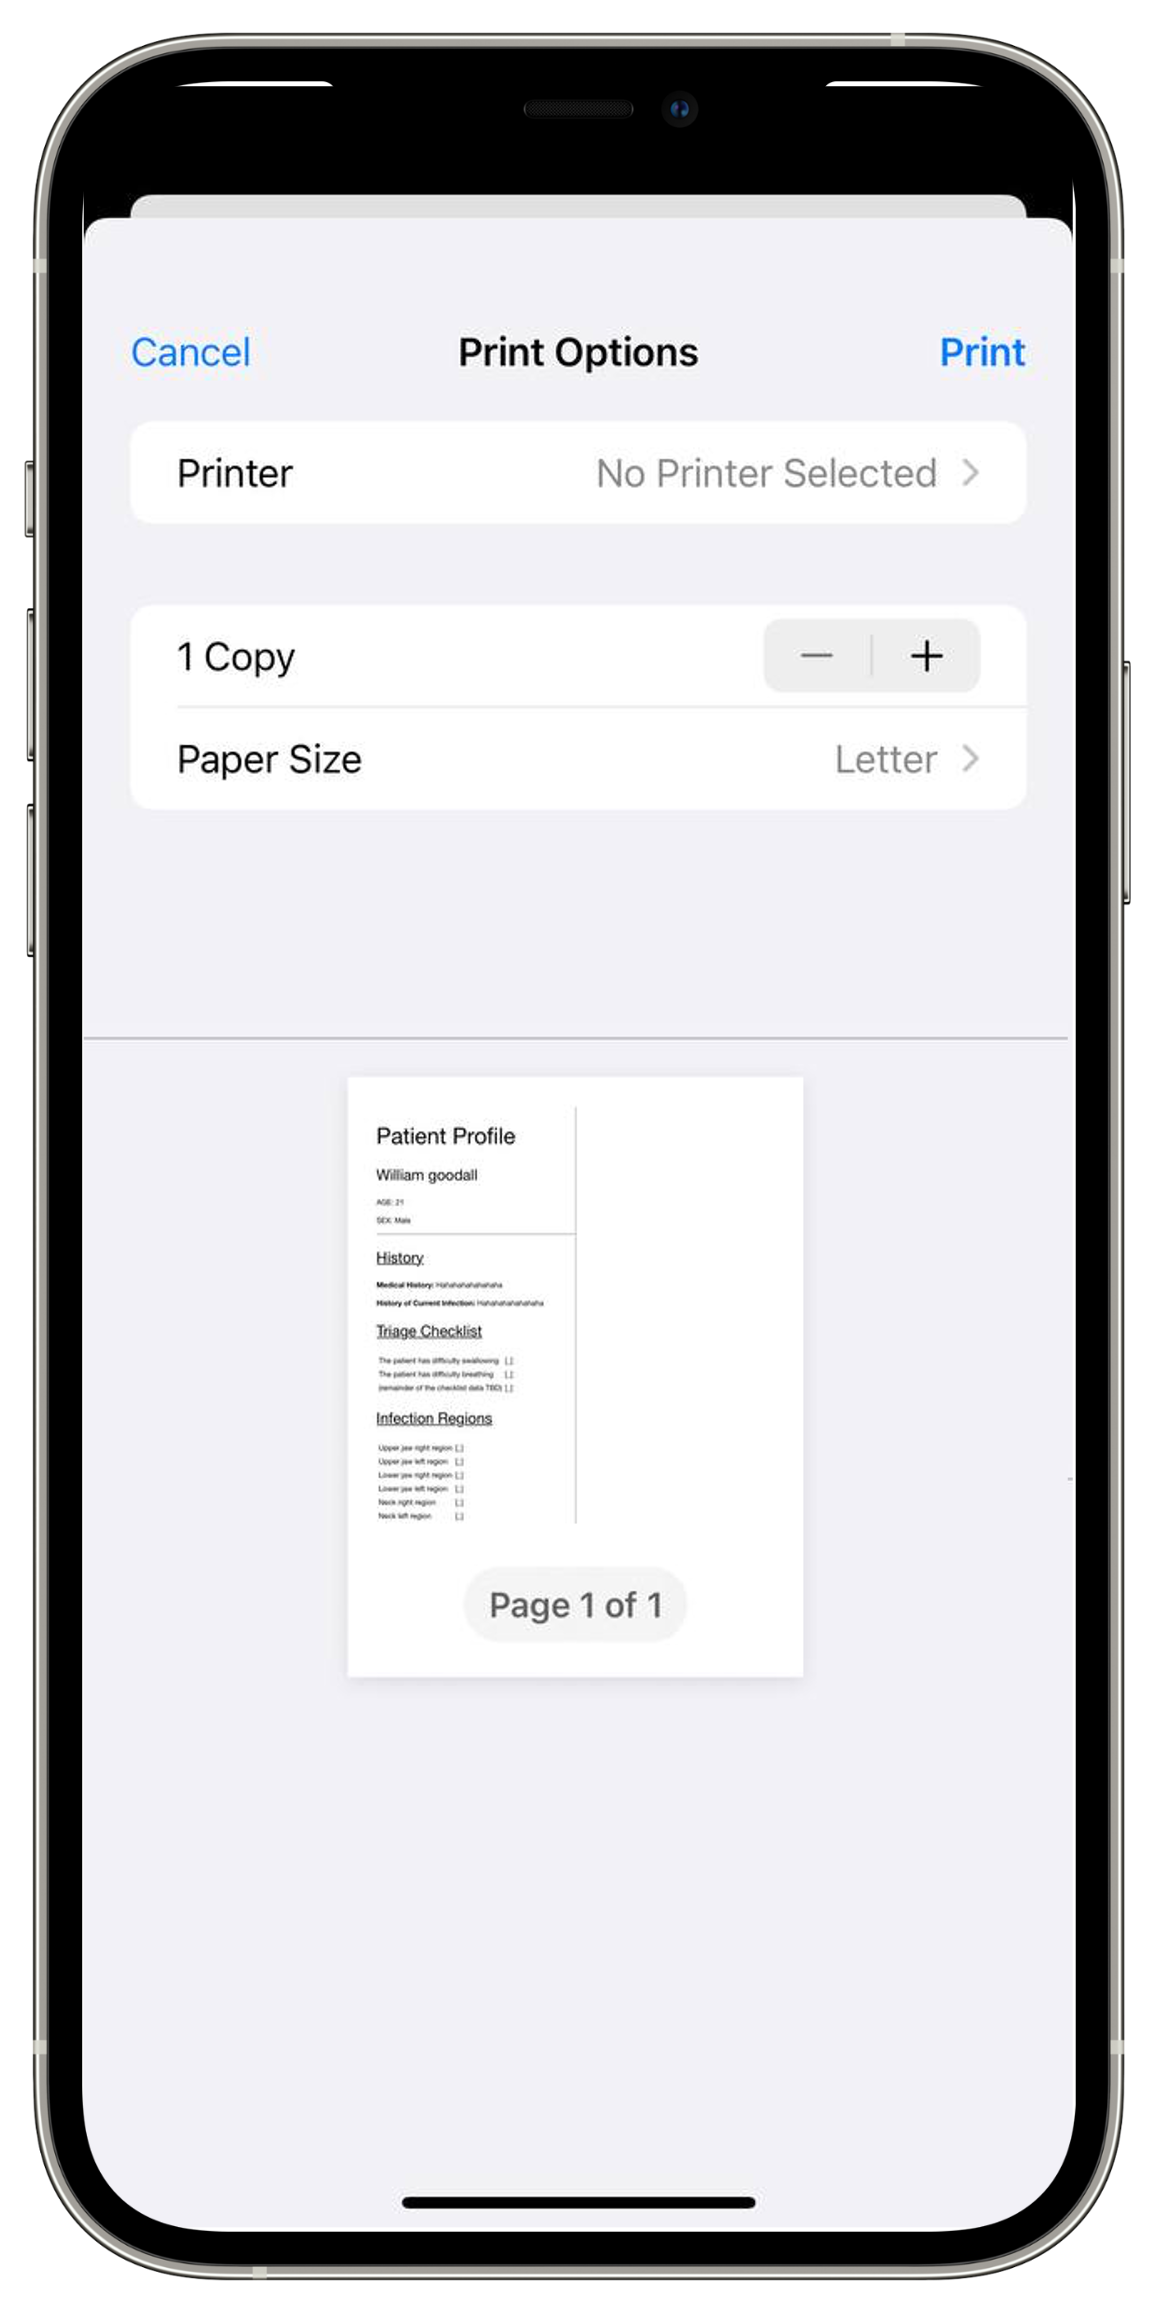 Cancel Print Options Print
Printer No Printer Selected
1 Copy
Paper Size Letter
Patient Profile
William goodall
AGE: 21
SEX: Male
History
Medical History: Hahahahahahahaha
History of Current Infection: Hahahahahahahaha
Triage Checklist
The patient has difficulty swallowing [_]
The patient has difficulty breathing [_]
(remainder of the checklist data TBD) [_]
Infection Regions
Upper jaw right region [_]
Upper jaw left region [_]
Lower jaw right region [_]
Lower jaw left region [_]
Neck right region [_]
Neck left region [_]
Page 1 of 1